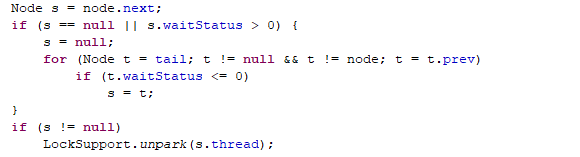 Node s = node.next;
if (s == null || s.waitStatus > 0) {
    s = null;
    for (Node t = tail; t != null && t != node; t = t.prev)
        if (t.waitStatus <= 0)
            s = t;
}
if (s != null)
    LockSupport.unpark(s.thread);